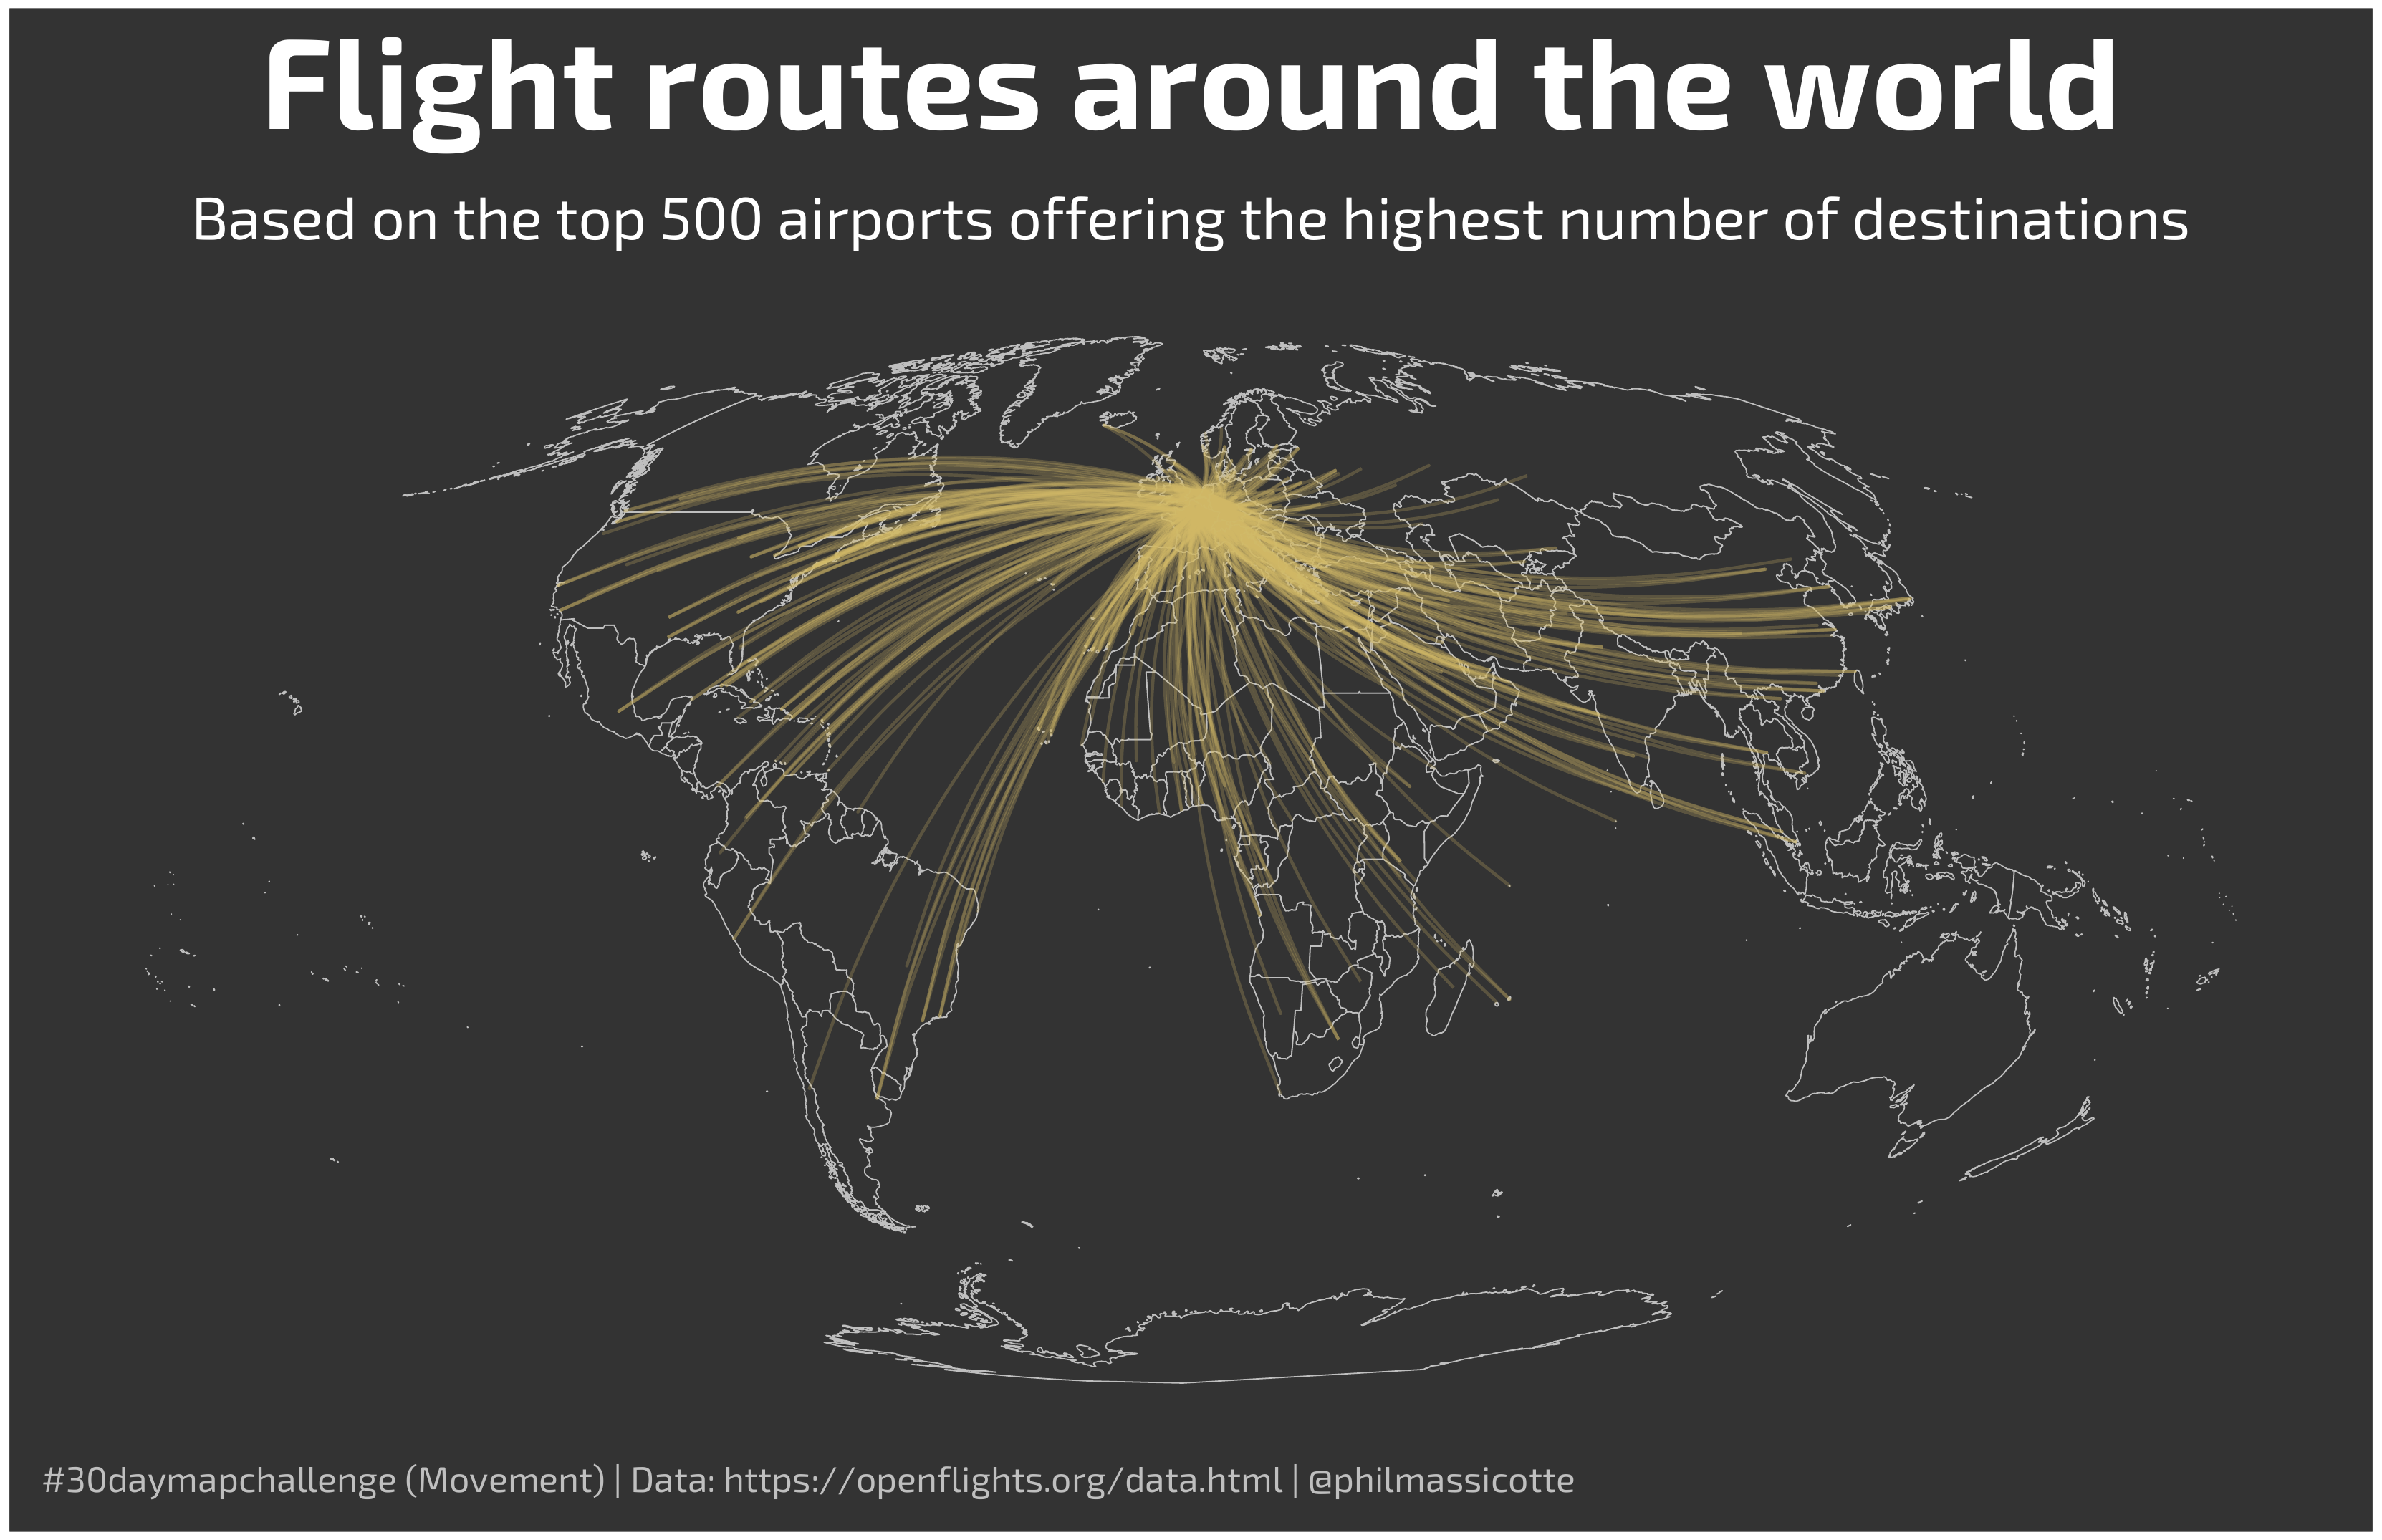 Flight routes around the world
Based on the top 500 airports offering the highest number of destinations
#30daymapchallenge (Movement) | Data: https://openflights.org/data.html | @philmassicotte